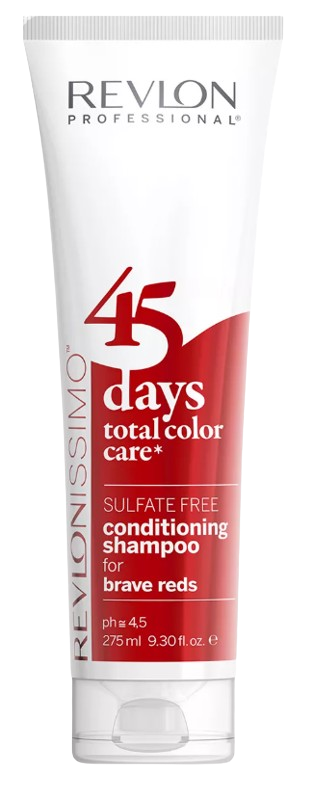 REVLON
PROFESSIONAL®
REVLONISSIMO™
45
days
total color
care*
SULFATE FREE
conditioning
shampoo
for
brave reds
ph ≅ 4,5
275 ml 9.30 fl. oz. ℮